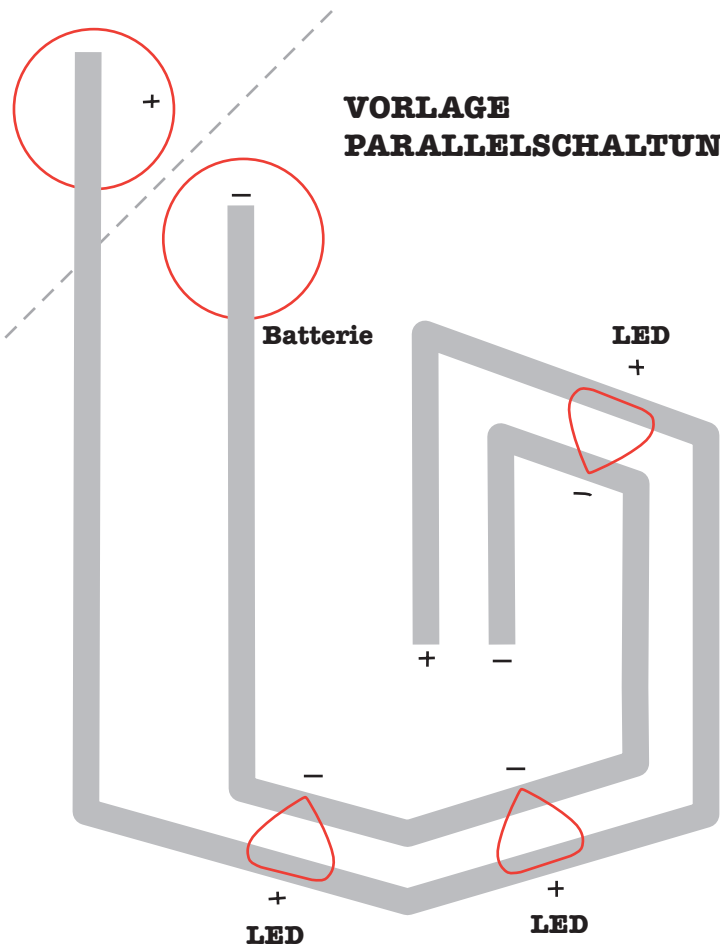 +
VORLAGE
PARALLELSCHALTUN
–
Batterie
LED
+
–
+
–
–
–
+
LED
+
LED